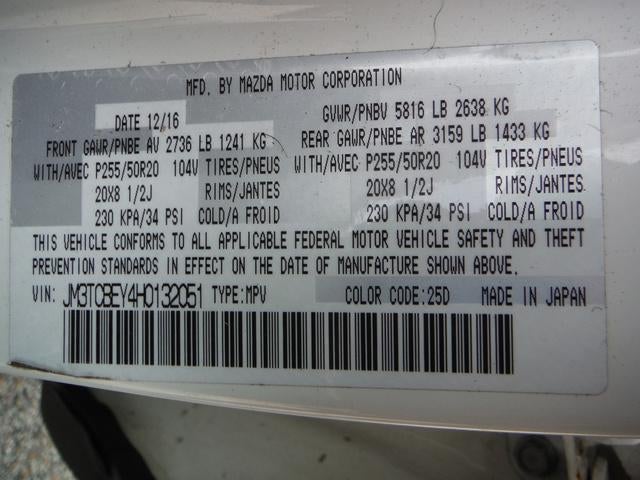 MFD. BY MAZDA MOTOR CORPORATION
DATE 12/16 GVWR/PNBV 5816 LB 2638 KG
FRONT GAWR/PNBE AV 2736 LB 1241 KG REAR GAWR/PNBE AR 3159 LB 1433 KG
WITH/AVEC P255/50R20 104V TIRES/PNEUS WITH/AVEC P255/50R20 104V TIRES/PNEUS
20X8 1/2J RIMS/JANTES 20X8 1/2J RIMS/JANTES
230 KPA/34 PSI COLD/A FROID 230 KPA/34 PSI COLD/A FROID
THIS VEHICLE CONFORMS TO ALL APPLICABLE FEDERAL MOTOR VEHICLE SAFETY AND THEFT
PREVENTION STANDARDS IN EFFECT ON THE DATE OF MANUFACTURE SHOWN ABOVE.
VIN: JM3TCBEY4H0132051 TYPE:MPV COLOR CODE:25D MADE IN JAPAN